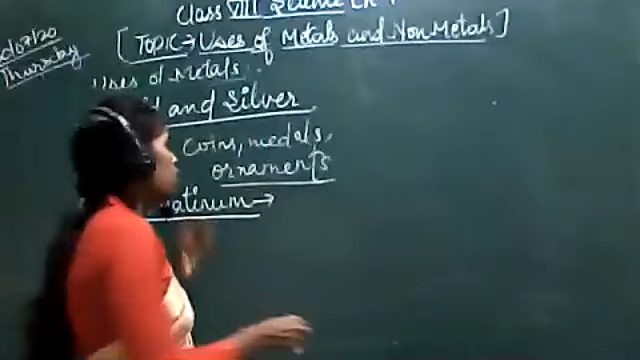 Class VIII Science Ch
[TOPIC → Uses of Metals and Non Metals]
Thursday
Uses of Metals.
and Silver
coins, medals,
ornaments
→